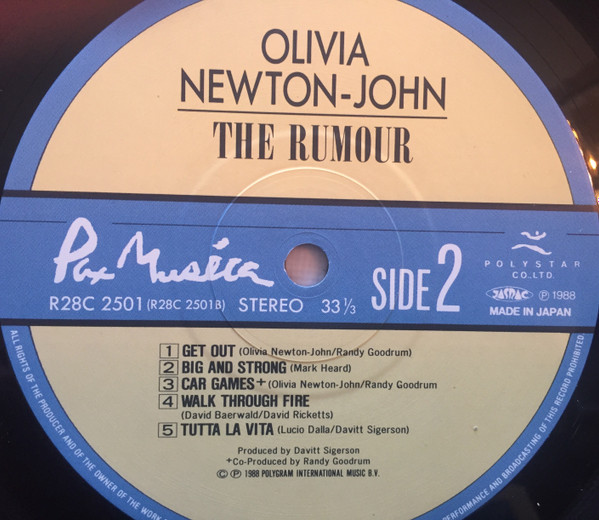 OLIVIA
NEWTON-JOHN
THE RUMOUR
Pax Musica
POLYSTAR
CO.LTD.
R28C 2501 (R28C 2501B) STEREO 33 1/3 SIDE 2
JASRAC ℗ 1988
MADE IN JAPAN
1 GET OUT (Olivia Newton-John/Randy Goodrum)
2 BIG AND STRONG (Mark Heard)
3 CAR GAMES+ (Olivia Newton-John/Randy Goodrum
4 WALK THROUGH FIRE
(David Baerwald/David Ricketts)
5 TUTTA LA VITA (Lucio Dalla/Davitt Sigerson)
Produced by Davitt Sigerson
+Co-Produced by Randy Goodrum
©℗ 1988 POLYGRAM INTERNATIONAL MUSIC B.V.
ALL RIGHTS OF THE PRODUCER AND OF THE OWNER OF THE WORK
PERFORMANCE AND BROADCASTING OF THIS RECORD PROHIBITED.